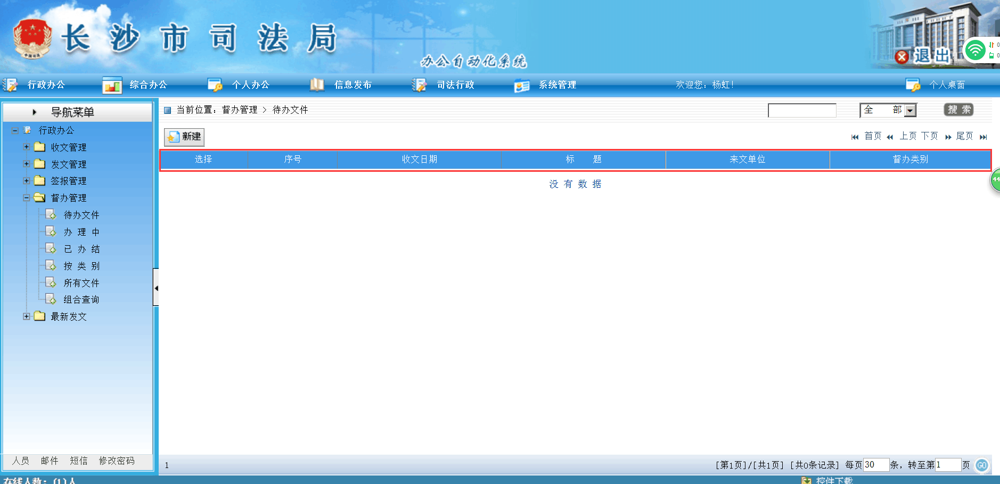 长沙市司法局
办公自动化系统
退出
行政办公 综合办公 个人办公 信息发布 司法行政 系统管理 欢迎您：杨虹！ 个人桌面
导航菜单
行政办公
收文管理
发文管理
签报管理
督办管理
待办文件
办 理 中
已 办 结
按 类 别
所有文件
组合查询
最新发文
人员 邮件 短信 修改密码
当前位置：督办管理 > 待办文件
全 部 搜 索
新建
首页 上页 下页 尾页
选择 序号 收文日期 标 题 来文单位 督办类别
没 有 数 据
1 [第1页]/[共1页] [共0条记录] 每页 30 条，转至第 1 页 GO
在线人数：(1)人 控件下载
44